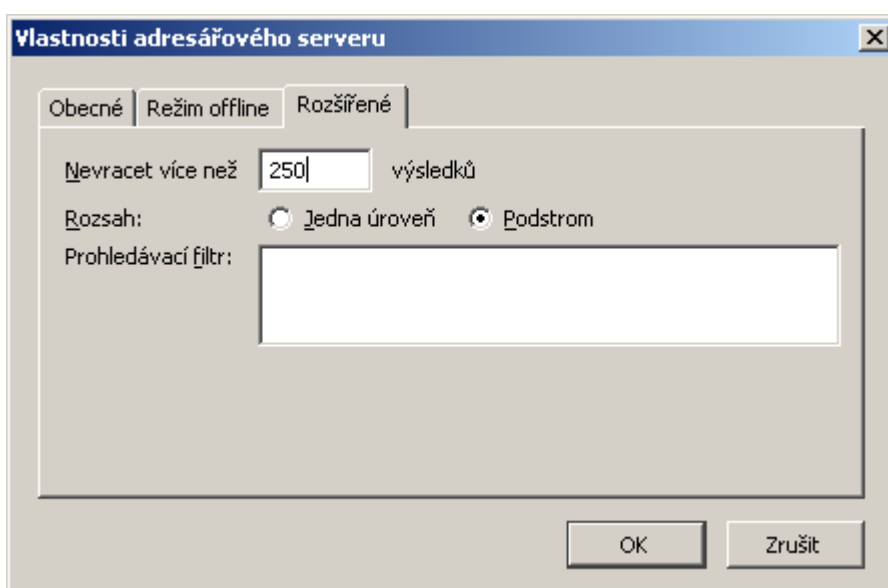 Vlastnosti adresářového serveru
Obecné Režim offline Rozšířené
Nevracet více než 250 výsledků
Rozsah: Jedna úroveň Podstrom
Prohledávací filtr:
OK Zrušit